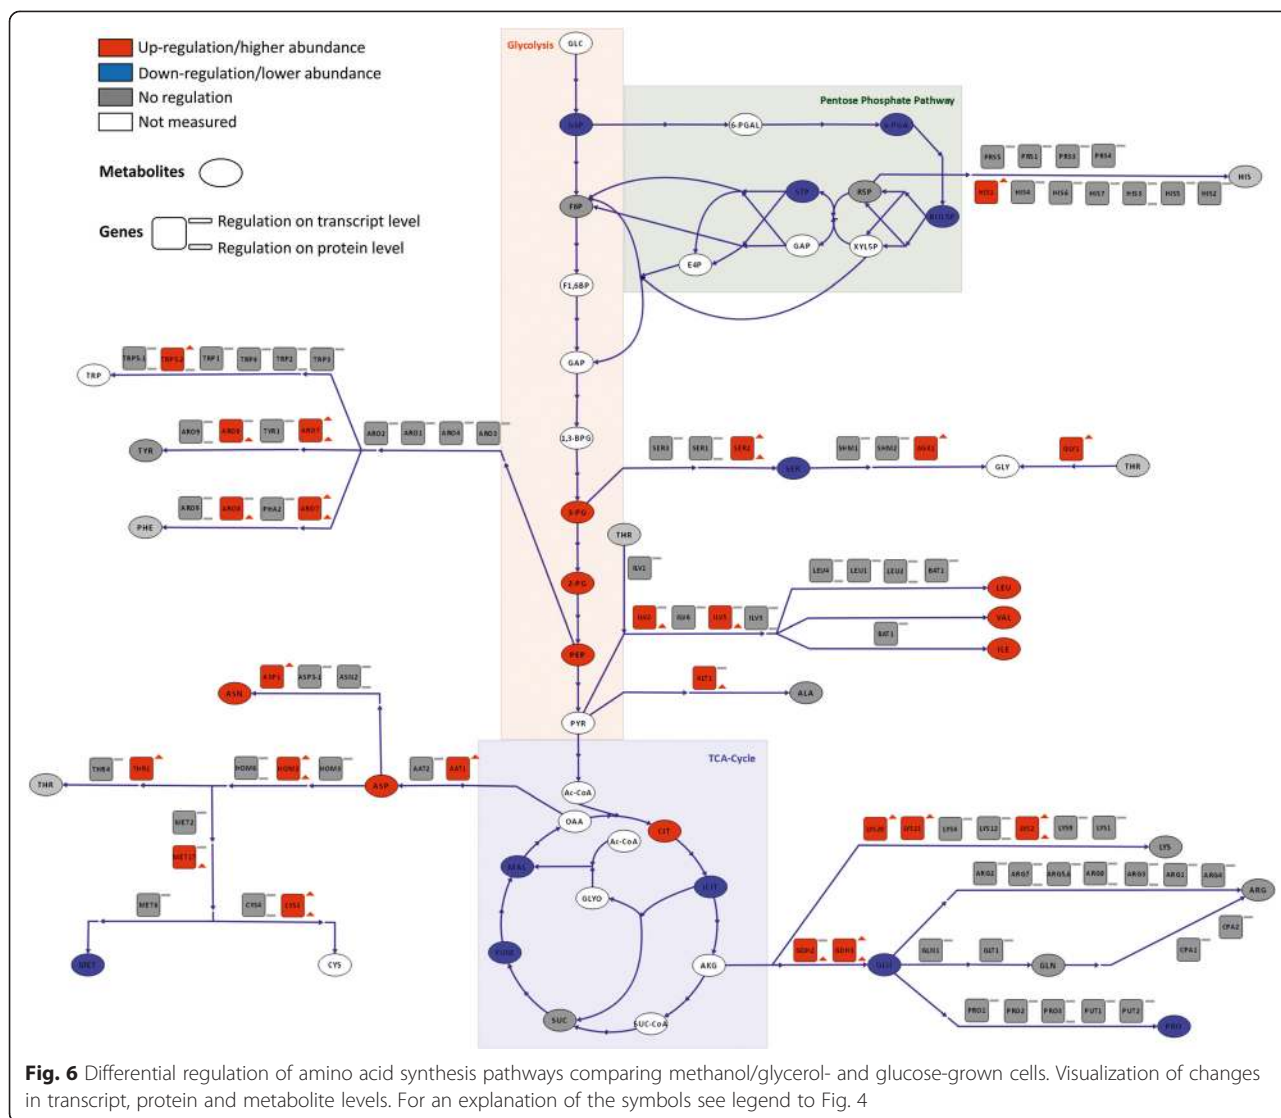 Up-regulation/higher abundance
Down-regulation/lower abundance
No regulation
Not measured
Metabolites
Genes
Regulation on transcript level
Regulation on protein level
Glycolysis
GLC
Pentose Phosphate Pathway
6-PGAL
R5P
GAP
XYL5P
E4P
F1,6BP
GAP
1,3-BPG
3-PG
2-PG
PEP
PYR
PRS5 PRS1 PRS3 PRS4
HIS1 HIS4 HIS6 HIS7 HIS3 HIS5 HIS2
HIS
TRP5.1 TRP5.2 TRP1 TRP4 TRP2 TRP3
TRP
ARO9 ARO8 TYR1 ARO7
ARO2 ARO1 ARO4 ARO3
TYR
ARO9 ARO8 PHA2 ARO7
PHE
SER3 SER1 SER2
SER
SHM1 SHM2 AGX1
GLY
GLY1
THR
THR
ILV1
ILV2 ILV6 ILV5 ILV3
LEU4 LEU1 LEU2 BAT1
LEU
VAL
BAT1
ILE
ALT1
ALA
ASN
ASP5-1 ASN2
TCA-Cycle
THR
THR4 THR1 HOM6 HOM2 HOM3
ASP
AAT2 AAT1
MET2
MET17
MET6
CYS4 CYS3
MET
CYS
Ac-CoA
OAA
CIT
Ac-CoA
MAL
ICIT
GLYO
FUM
AKG
SUC
SUC-CoA
LYS20 LYS21 LYS4 LYS12 LYS2 LYS9 LYS1
LYS
ARG2 ARG7 ARG5,6 ARG8 ARG3 ARG1 ARG4
ARG
GDH2 GDH3
GLU
GLN1 GLT1
GLN
CPA1
CPA2
PRO1 PRO2 PRO3 PUT1 PUT2
PRO
Fig. 6 Differential regulation of amino acid synthesis pathways comparing methanol/glycerol- and glucose-grown cells. Visualization of changes
in transcript, protein and metabolite levels. For an explanation of the symbols see legend to Fig. 4